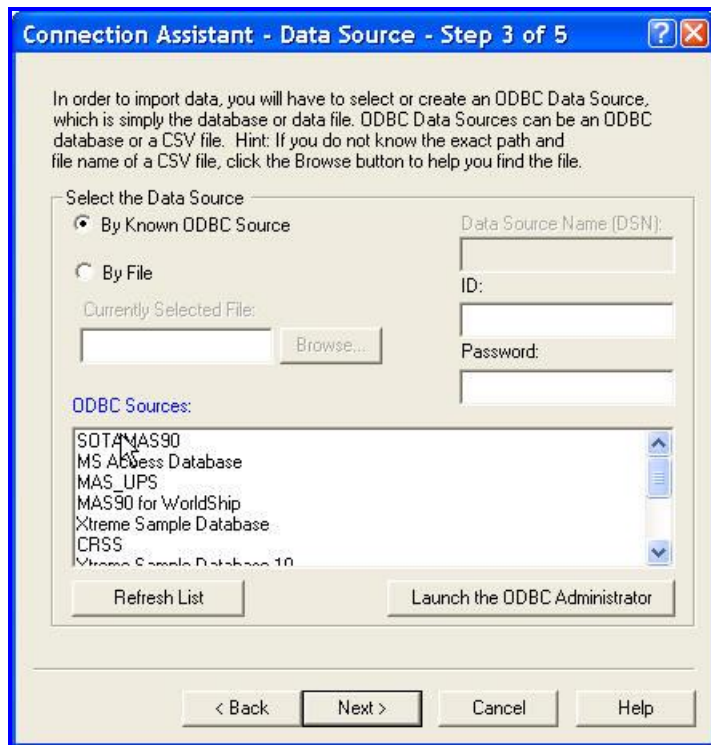 Connection Assistant - Data Source - Step 3 of 5
In order to import data, you will have to select or create an ODBC Data Source,
which is simply the database or data file. ODBC Data Sources can be an ODBC
database or a CSV file.  Hint: If you do not know the exact path and
file name of a CSV file, click the Browse button to help you find the file.
Select the Data Source
By Known ODBC Source
Data Source Name (DSN):
By File
ID:
Currently Selected File:
Browse...
Password:
ODBC Sources:
SOTAMAS90
MS Access Database
MAS_UPS
MAS90 for WorldShip
Xtreme Sample Database
CRSS
Xtreme Sample Database 10
Refresh List
Launch the ODBC Administrator
< Back
Next >
Cancel
Help